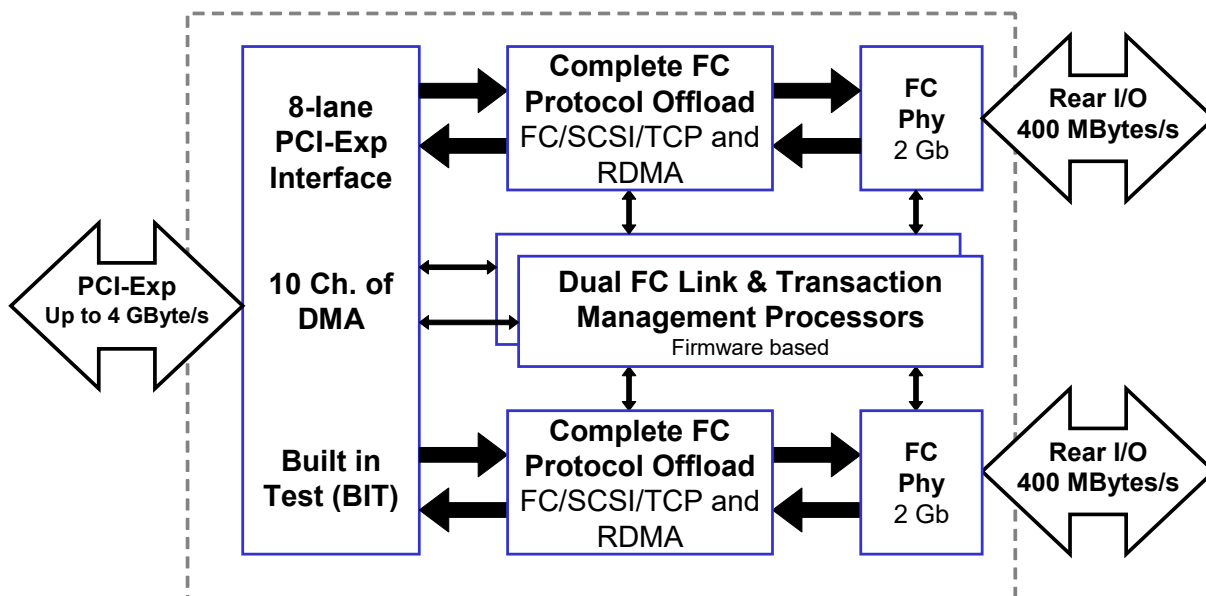 PCI-Exp
Up to 4 GByte/s
8-lane
PCI-Exp
Interface
10 Ch. of
DMA
Built in
Test (BIT)
Complete FC
Protocol Offload
FC/SCSI/TCP and
RDMA
FC
Phy
2 Gb
Rear I/O
400 MBytes/s
Dual FC Link & Transaction
Management Processors
Firmware based
Complete FC
Protocol Offload
FC/SCSI/TCP and
RDMA
FC
Phy
2 Gb
Rear I/O
400 MBytes/s